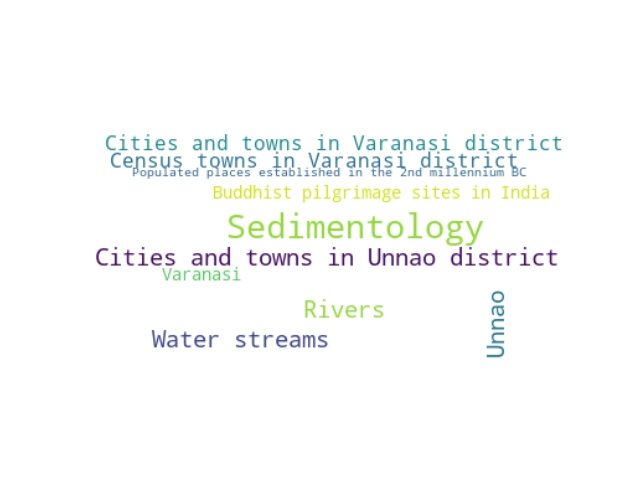 Cities and towns in Varanasi district
Census towns in Varanasi district
Populated places established in the 2nd millennium BC
Buddhist pilgrimage sites in India
Sedimentology
Cities and towns in Unnao district
Varanasi
Rivers
Water streams
Unnao